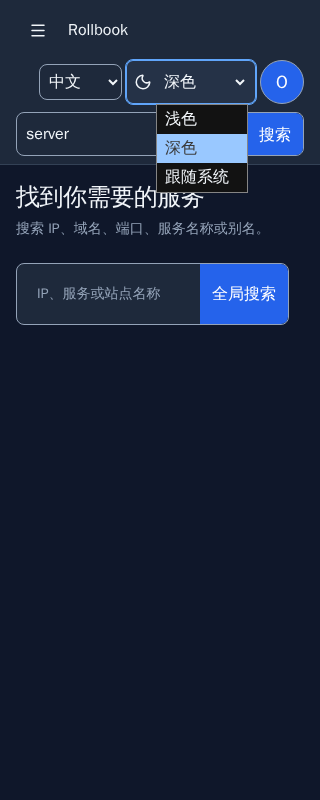 Rollbook
中文
深色
O
server
搜索
浅色
深色
跟随系统
找到你需要的服务
搜索 IP、域名、端口、服务名称或别名。
IP、服务或站点名称
全局搜索